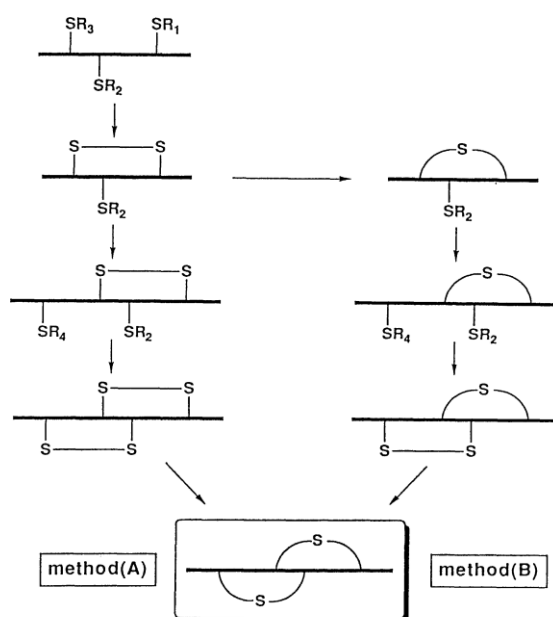 SR₃ SR₁
SR₂
S S S
SR₂ SR₂
S S S
SR₄ SR₂ SR₄ SR₂
S S S
S S S S
S
method(A) method(B)
S